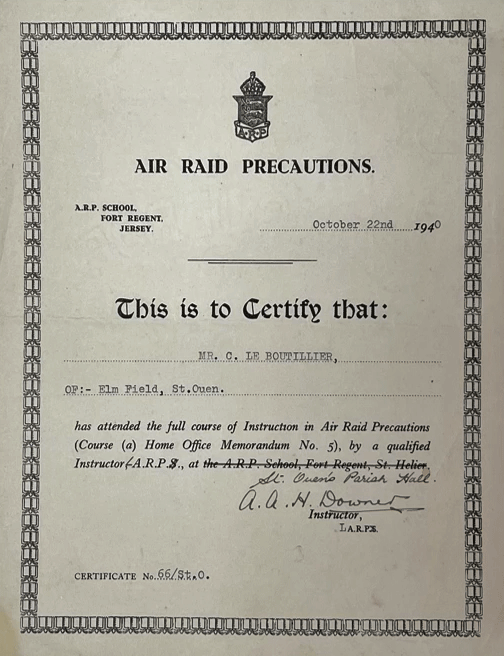 A.R.P
AIR RAID PRECAUTIONS.
A.R.P. SCHOOL,
FORT REGENT,
JERSEY.
October 22nd 1940
This is to Certify that:
MR. C. LE BOUTILLIER,
OF:- Elm Field, St.Ouen.
has attended the full course of Instruction in Air Raid Precautions
(Course (a) Home Office Memorandum No. 5), by a qualified
Instructor A.R.P.S., at the A.R.P. School, Fort Regent, St. Helier,
St. Ouen's Parish Hall.
A. A. H. Downer
Instructor,
L.A.R.P.S.
CERTIFICATE No. 66/St.O.